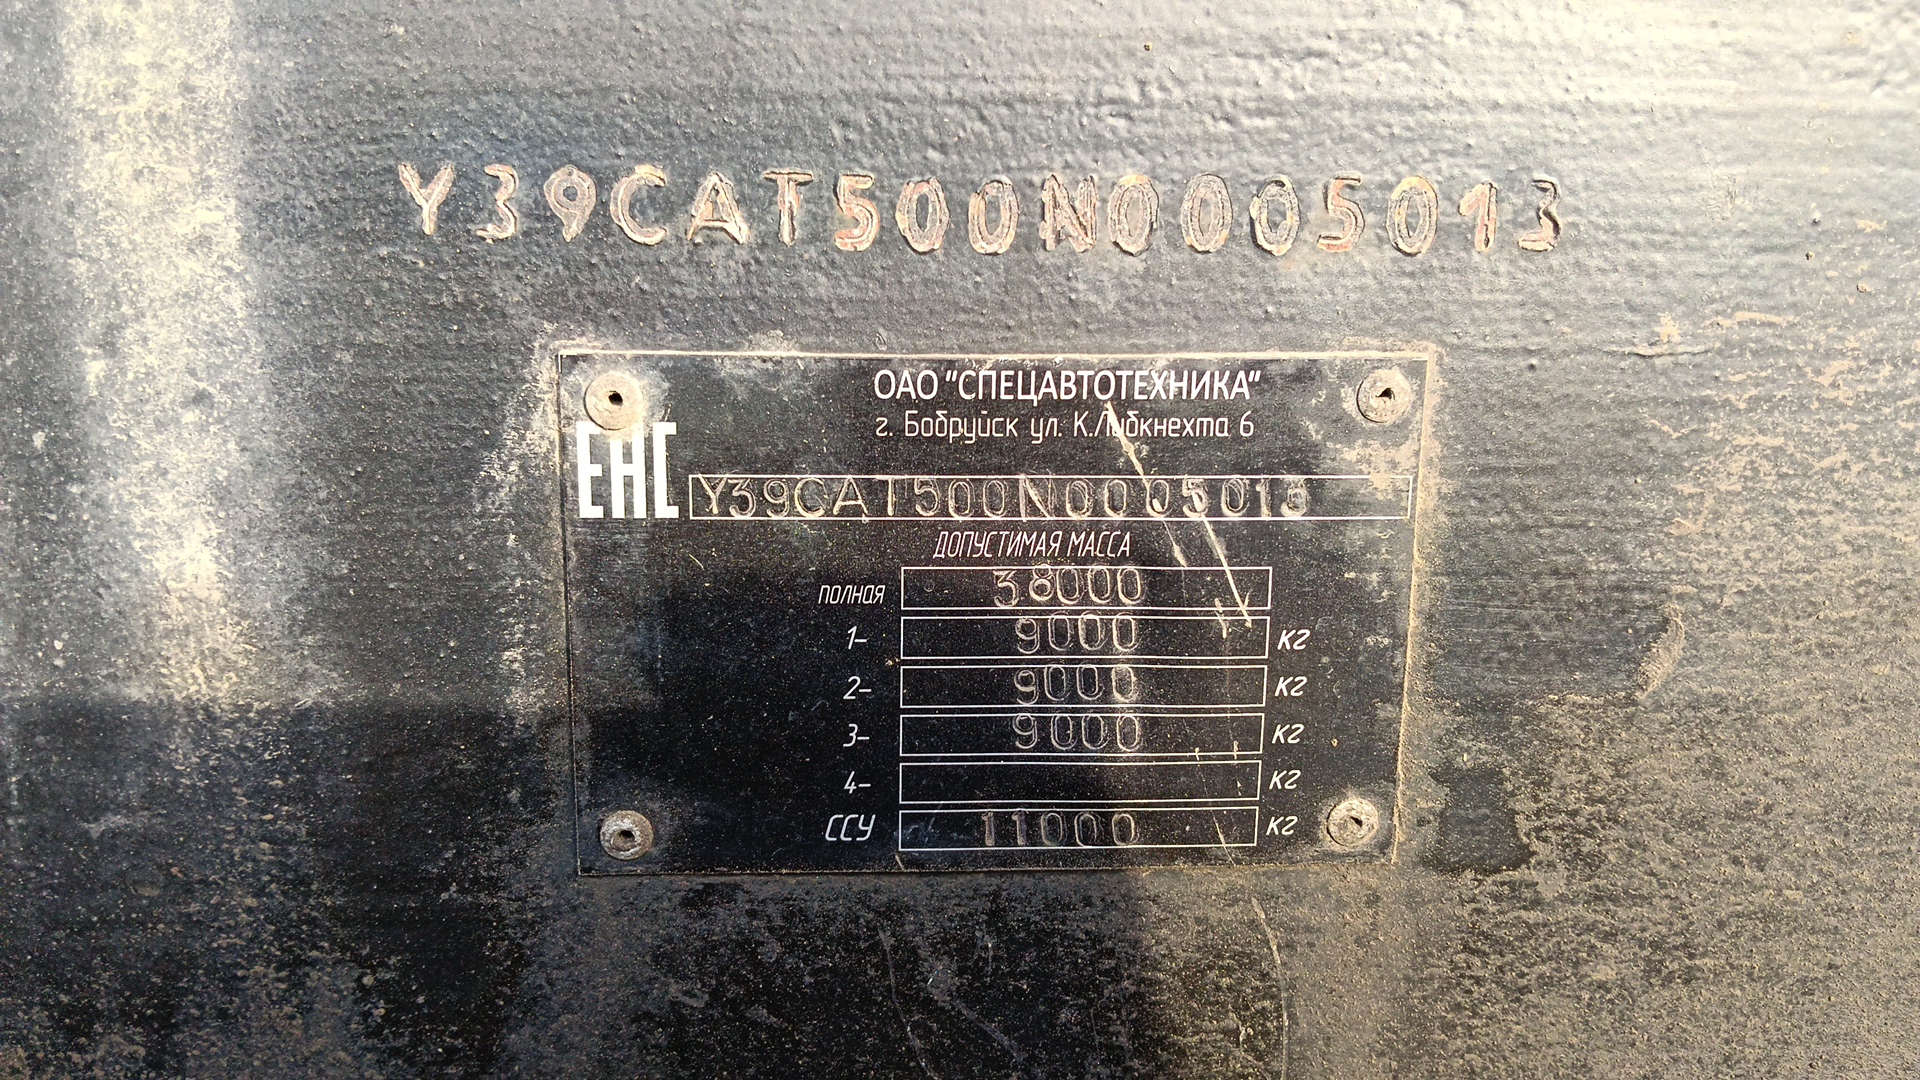 Y39CAT500N0005013
ОАО "СПЕЦАВТОТЕХНИКА"
г. Бобруйск ул. К.Либкнехта 6
EAC
Y39CAT500N0005013
ДОПУСТИМАЯ МАССА
ПОЛНАЯ 38000
1- 9000 кг
2- 9000 кг
3- 9000 кг
4- кг
ССУ 11000 кг